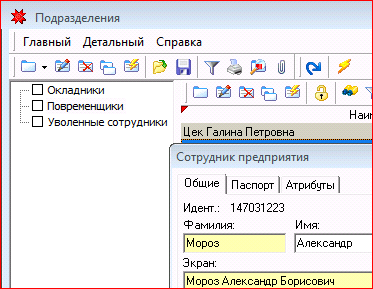 Подразделения
Главный Детальный Справка
Окладники
Повременщики
Уволенные сотрудники
Цек Галина Петровна
Сотрудник предприятия
Общие Паспорт Атрибуты
Идент.: 147031223
Фамилия: Имя:
Мороз Александр
Экран:
Мороз Александр Борисович